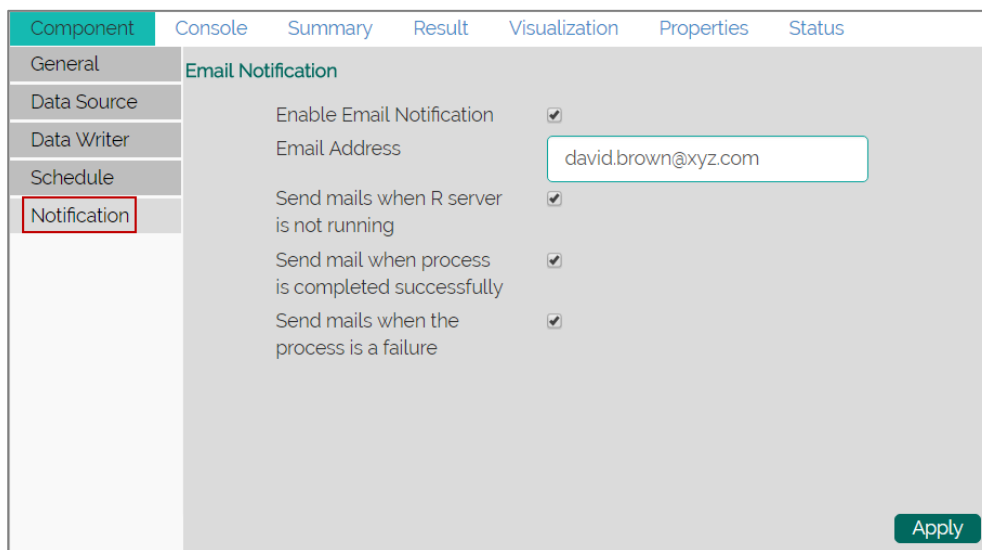 Component Console Summary Result Visualization Properties Status
General
Data Source
Data Writer
Schedule
Notification
Email Notification
Enable Email Notification
Email Address
david.brown@xyz.com
Send mails when R server
is not running
Send mail when process
is completed successfully
Send mails when the
process is a failure
Apply